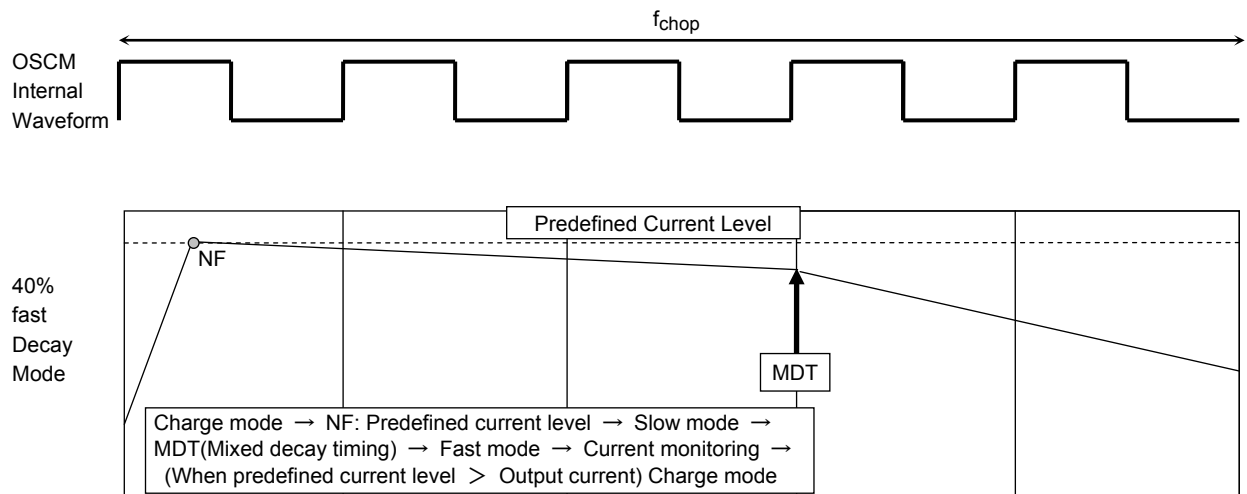 fchop
OSCM
Internal
Waveform
Predefined Current Level
NF
40%
fast
Decay
Mode
MDT
Charge mode → NF: Predefined current level → Slow mode →
MDT(Mixed decay timing) → Fast mode → Current monitoring →
(When predefined current level ＞ Output current) Charge mode